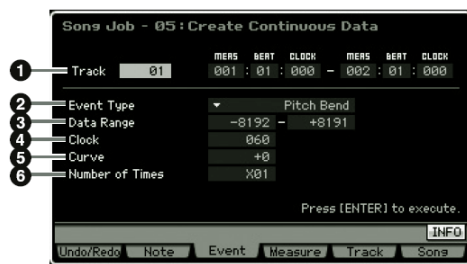 Song Job - 05:Create Continuous Data
MEAS BEAT CLOCK MEAS BEAT CLOCK
1 Track 01 001 : 01 : 000 - 002 : 01 : 000
2 Event Type Pitch Bend
3 Data Range -8192 - +8191
4 Clock 060
5 Curve +0
6 Number of Times X01
Press [ENTER] to execute.
INFO
Undo/Redo Note Event Measure Track Song